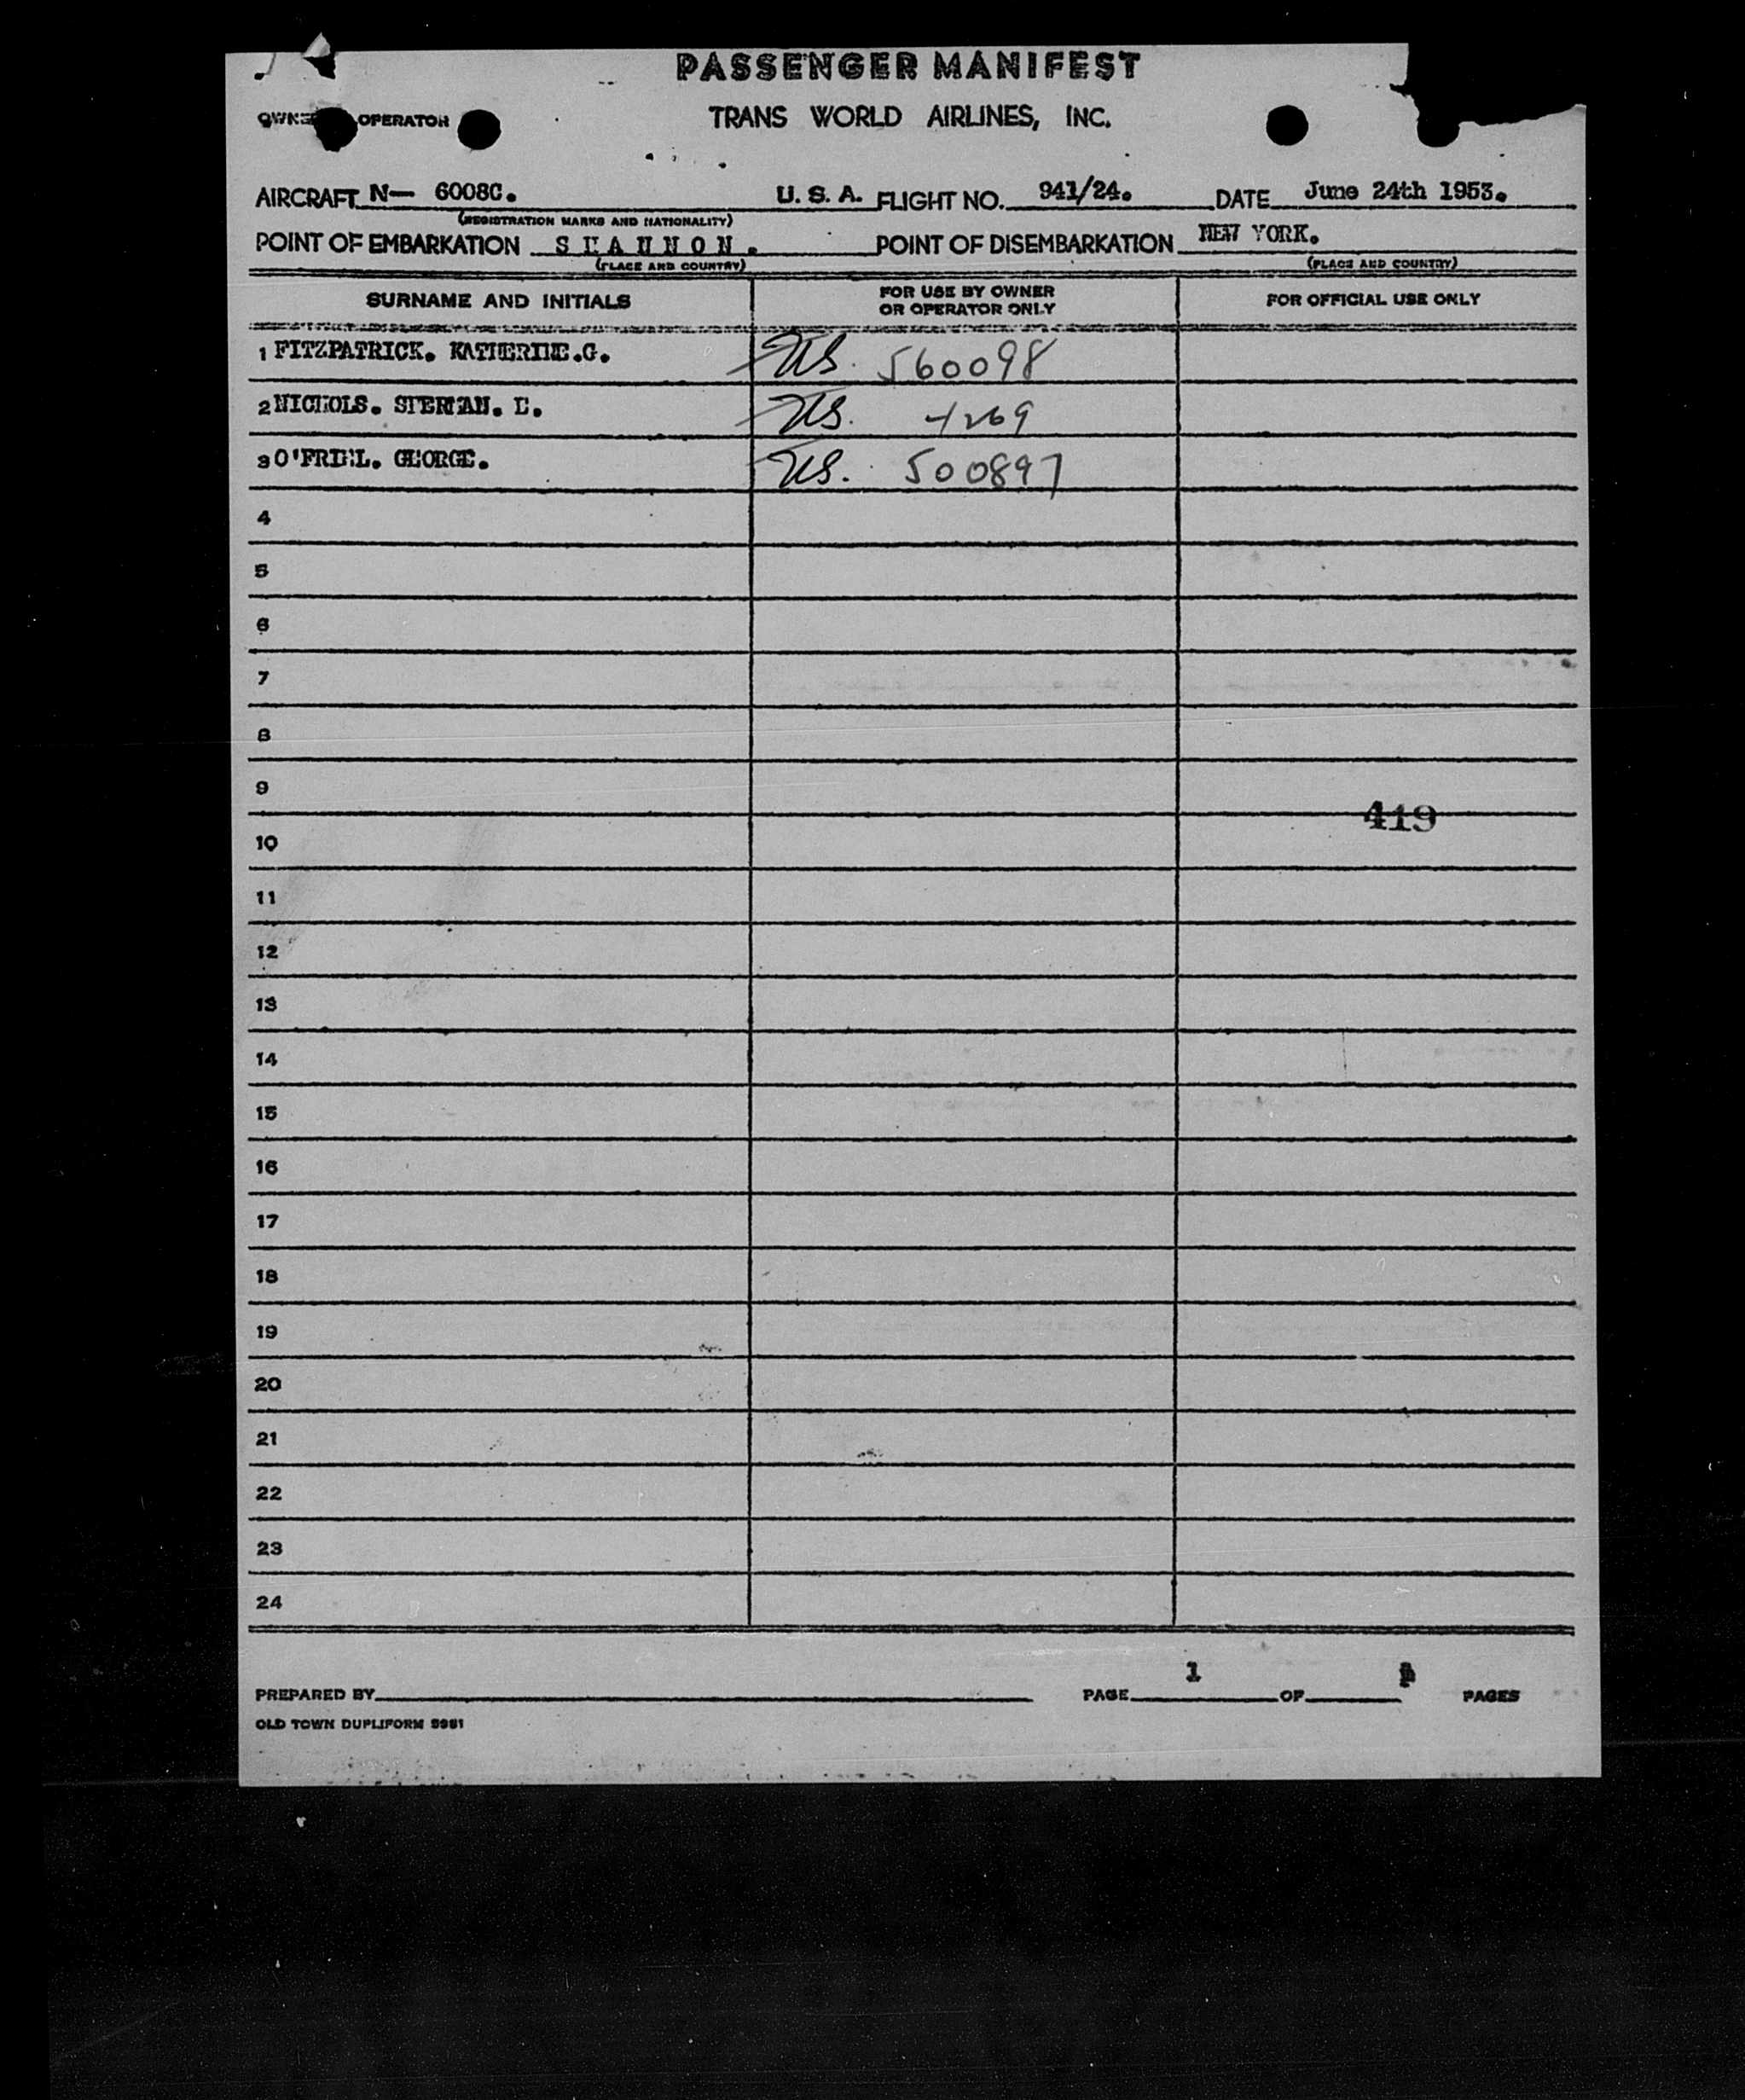 PASSENGER MANIFEST
OPERATOR
TRANS WORLD AIRLINES, INC.
AIRCRAFT N— 6008C. U. S. A. FLIGHT NO. 941/24. DATE June 24th 1953.
(REGISTRATION MARKS AND NATIONALITY)
POINT OF EMBARKATION S H A N N O N . POINT OF DISEMBARKATION NEW YORK.
(PLACE AND COUNTRY) (PLACE AND COUNTRY)
SURNAME AND INITIALS FOR USE BY OWNER OR OPERATOR ONLY FOR OFFICIAL USE ONLY
1 FITZPATRICK. KATHERINE.G. US. 560098
2 NICHOLS. US. 4269
3 O'FRIEL. GEORGE. US. 500897
4
5
6
7
8
9
419
10
11
12
13
14
15
16
17
18
19
20
21
22
23
24
PREPARED BY PAGE 1 OF PAGES
OLD TOWN DUPLIFORM 5981